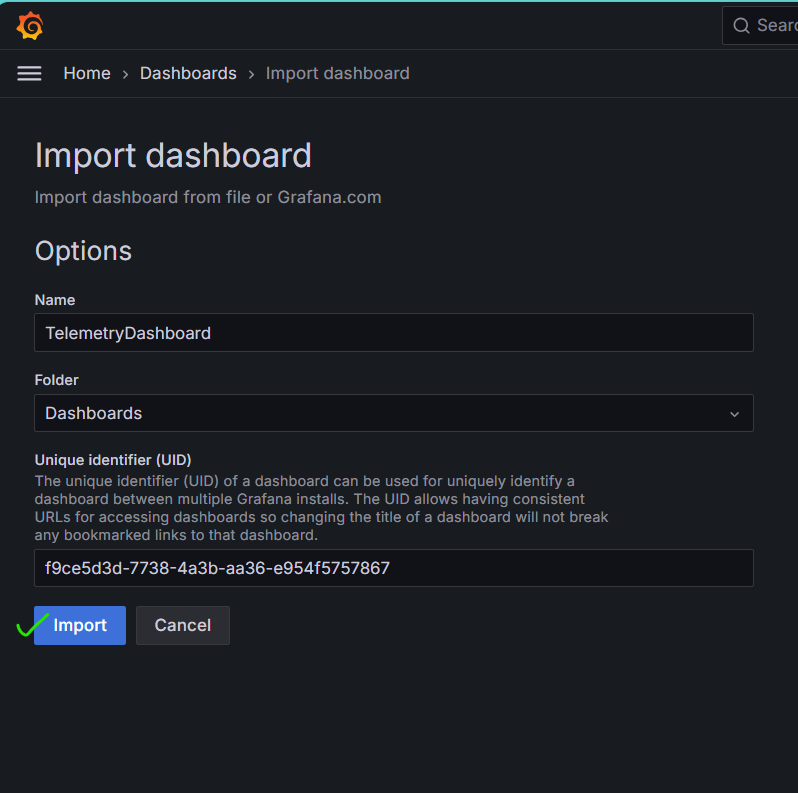 Sear
Home › Dashboards › Import dashboard
Import dashboard
Import dashboard from file or Grafana.com
Options
Name
TelemetryDashboard
Folder
Dashboards
Unique identifier (UID)
The unique identifier (UID) of a dashboard can be used for uniquely identify a
dashboard between multiple Grafana installs. The UID allows having consistent
URLs for accessing dashboards so changing the title of a dashboard will not break
any bookmarked links to that dashboard.
f9ce5d3d-7738-4a3b-aa36-e954f5757867
Import Cancel